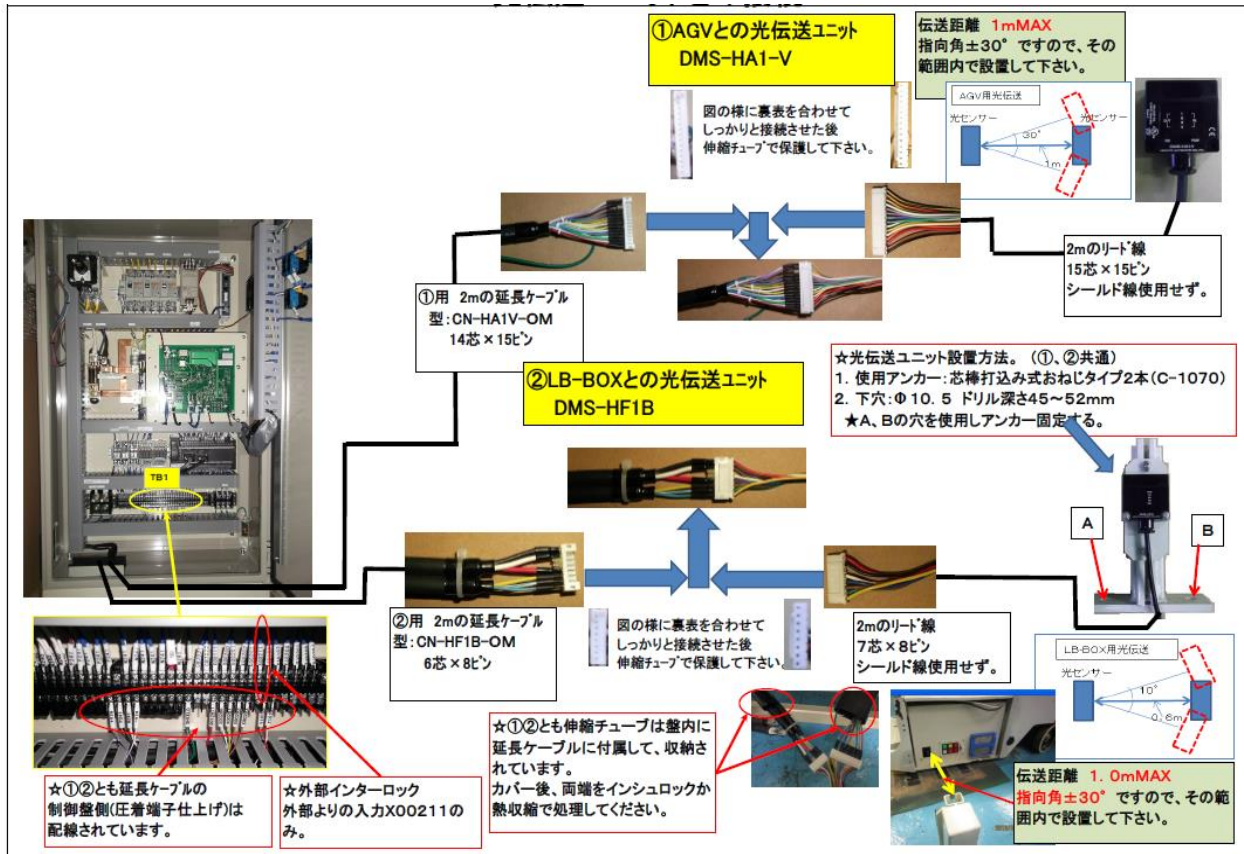 ①AGVとの光伝送ユニット
DMS-HA1-V
伝送距離 1mMAX
指向角±30° ですので、その
範囲内で設置して下さい。
図の様に裏表を合わせて
しっかりと接続させた後
伸縮チューブで保護して下さい。
AGV用光伝送
光センサー
光センサー
30°
1m
2mのリード線
15芯×15ピン
シールド線使用せず。
①用 2mの延長ケーブル
型:CN-HA1V-OM
14芯×15ピン
②LB-BOXとの光伝送ユニット
DMS-HF1B
★光伝送ユニット設置方法。（①、②共通）
1. 使用アンカー:芯棒打込み式おねじタイプ2本(C-1070)
2. 下穴:Φ10.5 ドリル深さ45～52mm
★A、Bの穴を使用しアンカー固定する。
TB1
A
B
②用 2mの延長ケーブル
型:CN-HF1B-OM
6芯×8ピン
図の様に裏表を合わせて
しっかりと接続させた後
伸縮チューブで保護して下さい。
2mのリード線
7芯×8ピン
シールド線使用せず。
LB-BOX用光伝送
光センサー
10°
0.6m
★①②とも延長ケーブルの
制御盤側(圧着端子仕上げ)は
配線されています。
★外部インターロック
外部よりの入力X00211の
み。
★①②とも伸縮チューブは盤内に
延長ケーブルに付属して、収納さ
れています。
カバー後、両端をインシュロックか
熱収縮で処理してください。
伝送距離 1.0mMAX
指向角±30° ですので、その範
囲内で設置して下さい。